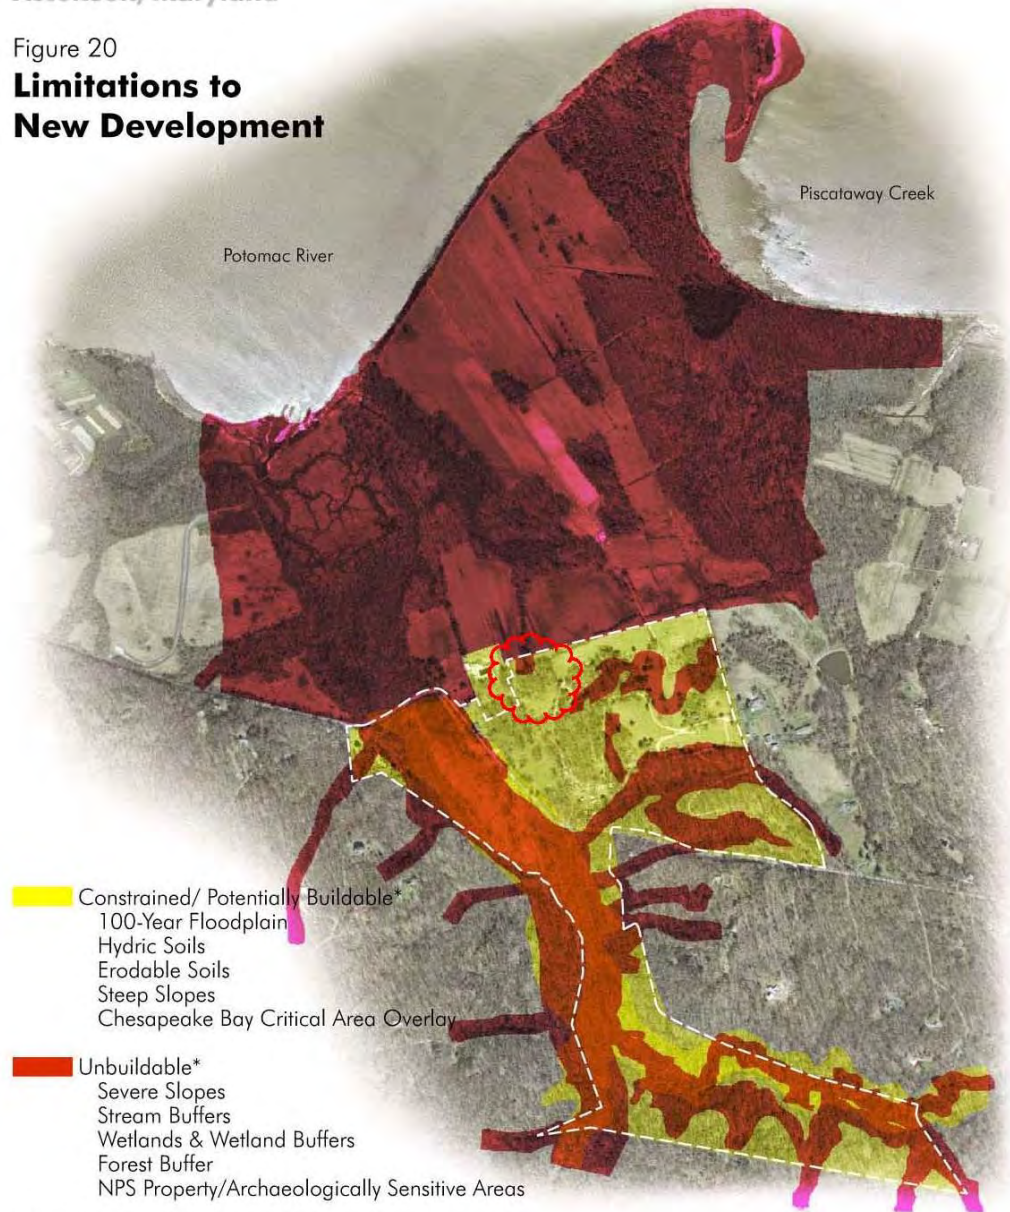 Figure 20
Limitations to
New Development
Potomac River
Piscataway Creek
Constrained/ Potentially Buildable*
100-Year Floodplain
Hydric Soils
Erodable Soils
Steep Slopes
Chesapeake Bay Critical Area Overlay
Unbuildable*
Severe Slopes
Stream Buffers
Wetlands & Wetland Buffers
Forest Buffer
NPS Property/Archaeologically Sensitive Areas